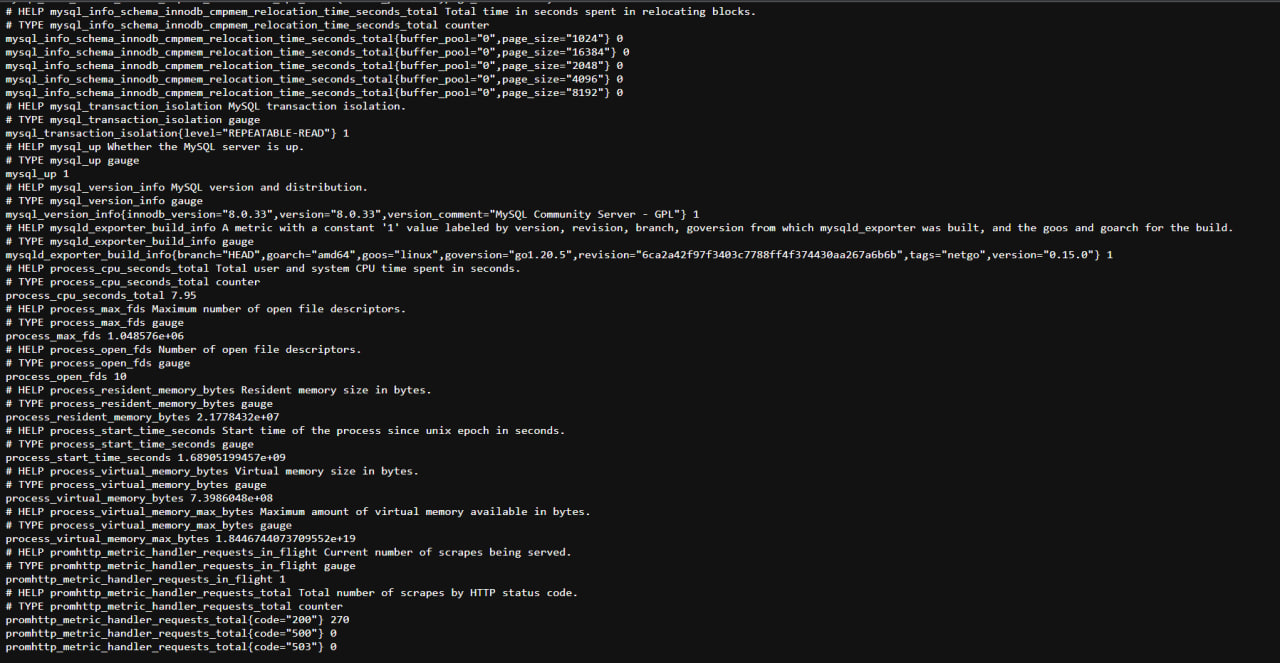 # HELP mysql_info_schema_innodb_cmpmem_relocation_time_seconds_total Total time in seconds spent in relocating blocks.
# TYPE mysql_info_schema_innodb_cmpmem_relocation_time_seconds_total counter
mysql_info_schema_innodb_cmpmem_relocation_time_seconds_total{buffer_pool="0",page_size="1024"} 0
mysql_info_schema_innodb_cmpmem_relocation_time_seconds_total{buffer_pool="0",page_size="16384"} 0
mysql_info_schema_innodb_cmpmem_relocation_time_seconds_total{buffer_pool="0",page_size="2048"} 0
mysql_info_schema_innodb_cmpmem_relocation_time_seconds_total{buffer_pool="0",page_size="4096"} 0
mysql_info_schema_innodb_cmpmem_relocation_time_seconds_total{buffer_pool="0",page_size="8192"} 0
# HELP mysql_transaction_isolation MySQL transaction isolation.
# TYPE mysql_transaction_isolation gauge
mysql_transaction_isolation{level="REPEATABLE-READ"} 1
# HELP mysql_up Whether the MySQL server is up.
# TYPE mysql_up gauge
mysql_up 1
# HELP mysql_version_info MySQL version and distribution.
# TYPE mysql_version_info gauge
mysql_version_info{innodb_version="8.0.33",version="8.0.33",version_comment="MySQL Community Server - GPL"} 1
# HELP mysqld_exporter_build_info A metric with a constant '1' value labeled by version, revision, branch, goversion from which mysqld_exporter was built, and the goos and goarch for the build.
# TYPE mysqld_exporter_build_info gauge
mysqld_exporter_build_info{branch="HEAD",goarch="amd64",goos="linux",goversion="go1.20.5",revision="6ca2a42f97f3403c7788ff4f374430aa267a6b6b",tags="netgo",version="0.15.0"} 1
# HELP process_cpu_seconds_total Total user and system CPU time spent in seconds.
# TYPE process_cpu_seconds_total counter
process_cpu_seconds_total 7.95
# HELP process_max_fds Maximum number of open file descriptors.
# TYPE process_max_fds gauge
process_max_fds 1.048576e+06
# HELP process_open_fds Number of open file descriptors.
# TYPE process_open_fds gauge
process_open_fds 10
# HELP process_resident_memory_bytes Resident memory size in bytes.
# TYPE process_resident_memory_bytes gauge
process_resident_memory_bytes 2.1778432e+07
# HELP process_start_time_seconds Start time of the process since unix epoch in seconds.
# TYPE process_start_time_seconds gauge
process_start_time_seconds 1.68905199457e+09
# HELP process_virtual_memory_bytes Virtual memory size in bytes.
# TYPE process_virtual_memory_bytes gauge
process_virtual_memory_bytes 7.3986048e+08
# HELP process_virtual_memory_max_bytes Maximum amount of virtual memory available in bytes.
# TYPE process_virtual_memory_max_bytes gauge
process_virtual_memory_max_bytes 1.8446744073709552e+19
# HELP promhttp_metric_handler_requests_in_flight Current number of scrapes being served.
# TYPE promhttp_metric_handler_requests_in_flight gauge
promhttp_metric_handler_requests_in_flight 1
# HELP promhttp_metric_handler_requests_total Total number of scrapes by HTTP status code.
# TYPE promhttp_metric_handler_requests_total counter
promhttp_metric_handler_requests_total{code="200"} 270
promhttp_metric_handler_requests_total{code="500"} 0
promhttp_metric_handler_requests_total{code="503"} 0